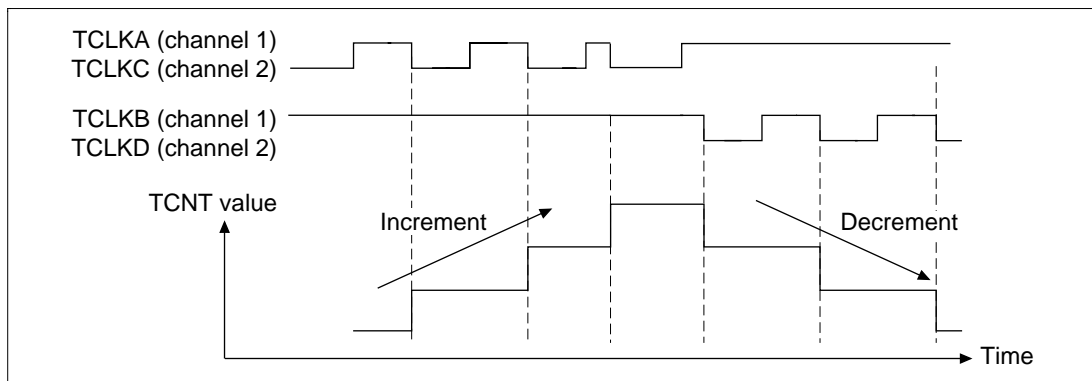 TCLKA (channel 1)
TCLKC (channel 2)
TCLKB (channel 1)
TCLKD (channel 2)
TCNT value
Increment
Decrement
Time